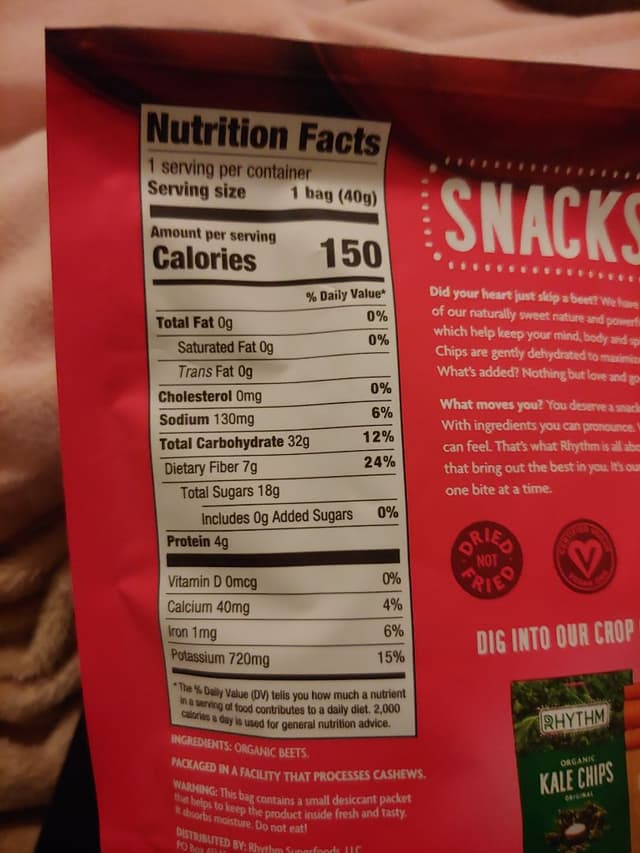 Nutrition Facts
1 serving per container
Serving size 1 bag (40g)
Amount per serving
Calories 150
% Daily Value*
Total Fat 0g 0%
Saturated Fat 0g 0%
Trans Fat 0g
Cholesterol 0mg 0%
Sodium 130mg 6%
Total Carbohydrate 32g 12%
Dietary Fiber 7g 24%
Total Sugars 18g
Includes 0g Added Sugars 0%
Protein 4g
Vitamin D 0mcg 0%
Calcium 40mg 4%
Iron 1mg 6%
Potassium 720mg 15%
*The % Daily Value (DV) tells you how much a nutrient
in a serving of food contributes to a daily diet. 2,000
calories a day is used for general nutrition advice.
INGREDIENTS: ORGANIC BEETS.
PACKAGED IN A FACILITY THAT PROCESSES CASHEWS.
WARNING: This bag contains a small desiccant packet
that helps to keep the product inside fresh and tasty.
It absorbs moisture. Do not eat!
DISTRIBUTED BY: Rhythm Superfoods, LLC
PO Box
SNACKS
Did your heart just skip a beet? We have
of our naturally sweet nature and
which help keep your mind, body and
Chips are gently dehydrated to
What's added? Nothing but love and
What moves you? You deserve a snack
With ingredients you can pronounce.
can feel. That's what Rhythm is all
that bring out the best in you. It's our
one bite at a time.
DRIED
NOT
FRIED
DIG INTO OUR CROP
RHYTHM
ORGANIC
KALE CHIPS
ORIGINAL